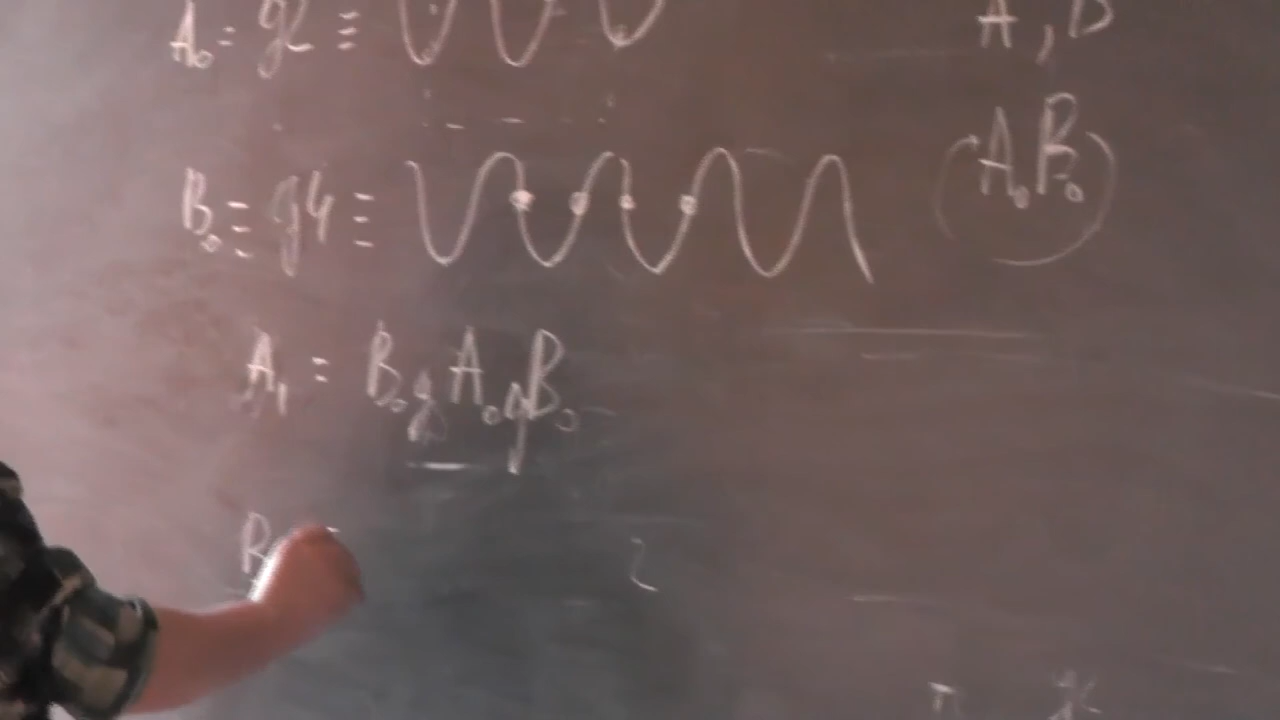 A₀ = g2 ≡
A, B
A₀B₀
B₀ ≡ g4 ≡
A₁ = B₀ g A₀ g B₀
B